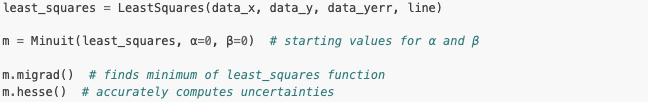 least_squares = LeastSquares(data_x, data_y, data_yerr, line)
m = Minuit(least_squares, α=0, β=0)  # starting values for α and β
m.migrad()  # finds minimum of least_squares function
m.hesse()  # accurately computes uncertainties